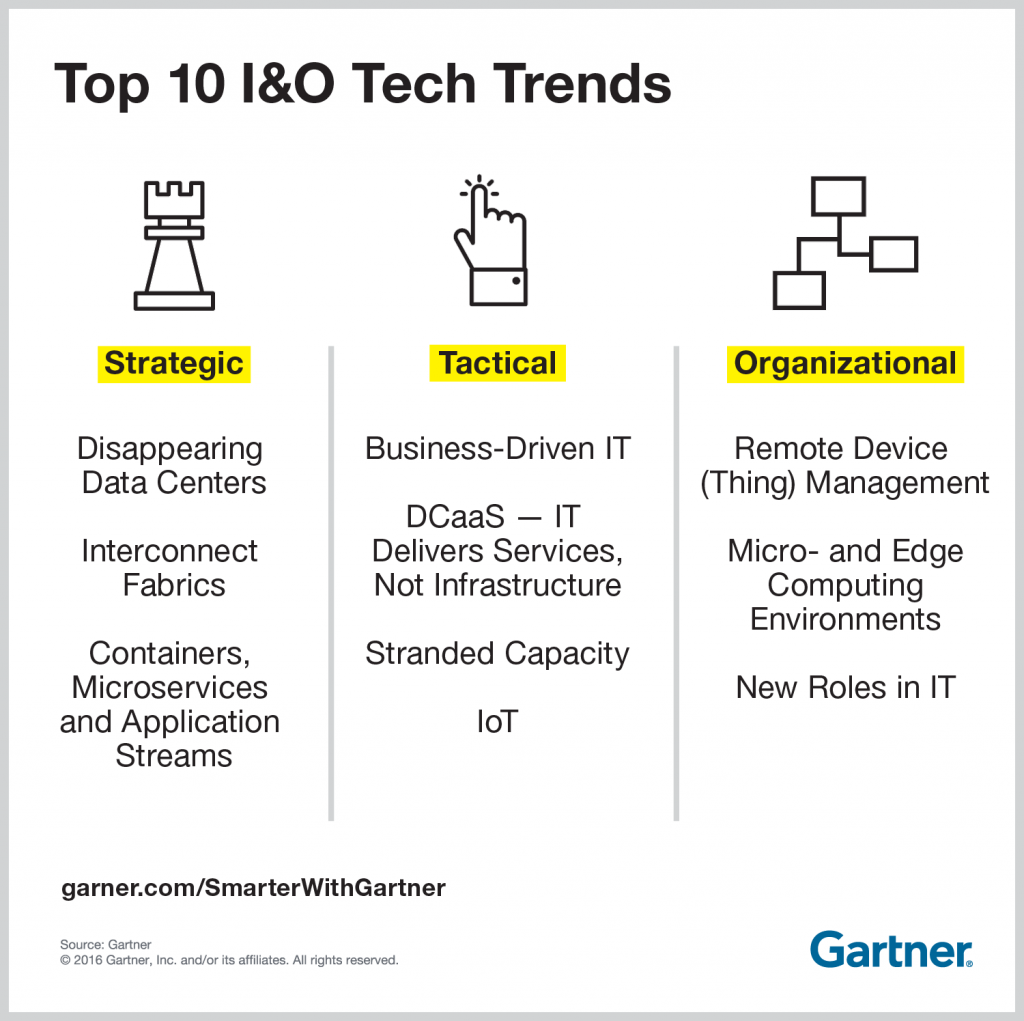 Top 10 I&O Tech Trends
Strategic
Disappearing
Data Centers
Interconnect
Fabrics
Containers,
Microservices
and Application
Streams
Tactical
Business-Driven IT
DCaaS — IT
Delivers Services,
Not Infrastructure
Stranded Capacity
IoT
Organizational
Remote Device
(Thing) Management
Micro- and Edge
Computing
Environments
New Roles in IT
garner.com/SmarterWithGartner
Source: Gartner
© 2016 Gartner, Inc. and/or its affiliates. All rights reserved.
Gartner®